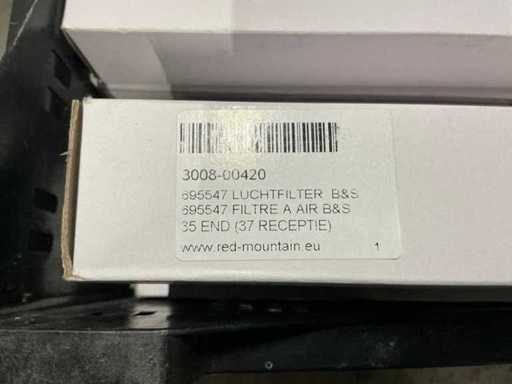 3008-00420
695547 LUCHTFILTER B&S
695547 FILTRE A AIR B&S
35 END (37 RECEPTIE)
www.red-mountain.eu 1